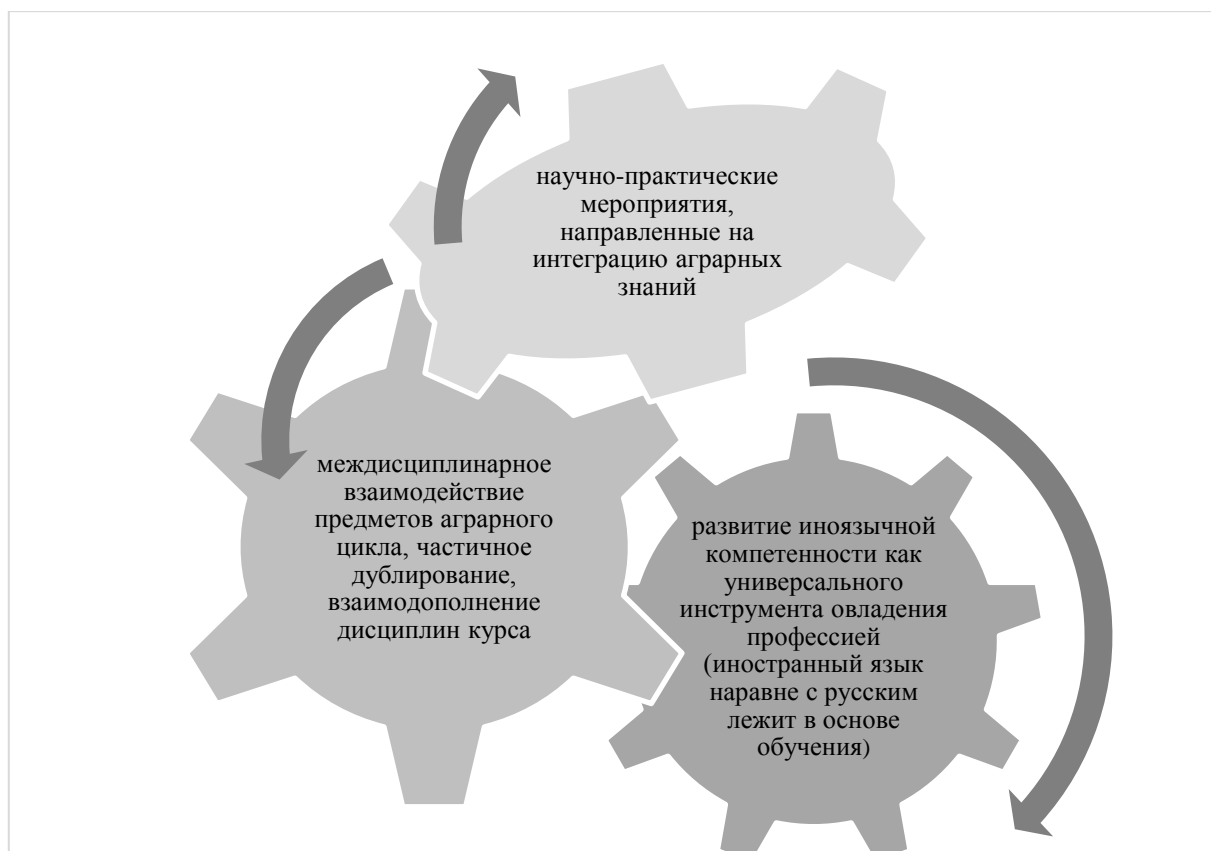 научно-практические
мероприятия,
направленные на
интеграцию аграрных
знаний
междисциплинарное
взаимодействие
предметов аграрного
цикла, частичное
дублирование,
взаимодополнение
дисциплин курса
развитие иноязычной
компетенности как
универсального
инструмента овладения
профессией
(иностранный язык
наравне с русским
лежит в основе
обучения)